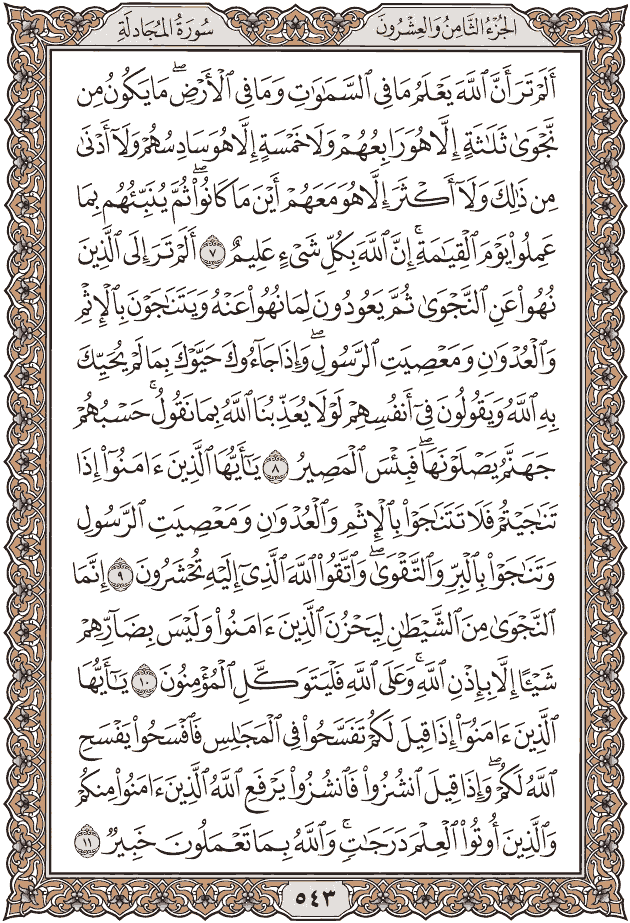 الجُزْءُ الثَّامِنُ وَالعِشْرُونَ
سُورَةُ المُجَادلَةِ
أَلَمْ تَرَ أَنَّ ٱللَّهَ يَعْلَمُ مَا فِي ٱلسَّمَٰوَٰتِ وَمَا فِي ٱلْأَرْضِۖ مَا يَكُونُ مِن
نَّجْوَىٰ ثَلَٰثَةٍ إِلَّا هُوَ رَابِعُهُمْ وَلَا خَمْسَةٍ إِلَّا هُوَ سَادِسُهُمْ وَلَآ أَدْنَىٰ
مِن ذَٰلِكَ وَلَآ أَكْثَرَ إِلَّا هُوَ مَعَهُمْ أَيْنَ مَا كَانُوا۟ۖ ثُمَّ يُنَبِّئُهُم بِمَا
عَمِلُوا۟ يَوْمَ ٱلْقِيَٰمَةِۚ إِنَّ ٱللَّهَ بِكُلِّ شَىْءٍ عَلِيمٌ ٧ أَلَمْ تَرَ إِلَى ٱلَّذِينَ
نُهُوا۟ عَنِ ٱلنَّجْوَىٰ ثُمَّ يَعُودُونَ لِمَا نُهُوا۟ عَنْهُ وَيَتَنَٰجَوْنَ بِٱلْإِثْمِ
وَٱلْعُدْوَٰنِ وَمَعْصِيَتِ ٱلرَّسُولِۖ وَإِذَا جَآءُوكَ حَيَّوْكَ بِمَا لَمْ يُحَيِّكَ
بِهِ ٱللَّهُ وَيَقُولُونَ فِىٓ أَنفُسِهِمْ لَوْلَا يُعَذِّبُنَا ٱللَّهُ بِمَا نَقُولُۚ حَسْبُهُمْ
جَهَنَّمُ يَصْلَوْنَهَاۖ فَبِئْسَ ٱلْمَصِيرُ ٨ يَٰٓأَيُّهَا ٱلَّذِينَ ءَامَنُوٓا۟ إِذَا
تَنَٰجَيْتُمْ فَلَا تَتَنَٰجَوْا۟ بِٱلْإِثْمِ وَٱلْعُدْوَٰنِ وَمَعْصِيَتِ ٱلرَّسُولِ
وَتَنَٰجَوْا۟ بِٱلْبِرِّ وَٱلتَّقْوَىٰۖ وَٱتَّقُوا۟ ٱللَّهَ ٱلَّذِىٓ إِلَيْهِ تُحْشَرُونَ ٩ إِنَّمَا
ٱلنَّجْوَىٰ مِنَ ٱلشَّيْطَٰنِ لِيَحْزُنَ ٱلَّذِينَ ءَامَنُوا۟ وَلَيْسَ بِضَآرِّهِمْ
شَيْـًٔا إِلَّا بِإِذْنِ ٱللَّهِۚ وَعَلَى ٱللَّهِ فَلْيَتَوَكَّلِ ٱلْمُؤْمِنُونَ ١٠ يَٰٓأَيُّهَا
ٱلَّذِينَ ءَامَنُوٓا۟ إِذَا قِيلَ لَكُمْ تَفَسَّحُوا۟ فِي ٱلْمَجَٰلِسِ فَٱفْسَحُوا۟ يَفْسَحِ
ٱللَّهُ لَكُمْۖ وَإِذَا قِيلَ ٱنشُزُوا۟ فَٱنشُزُوا۟ يَرْفَعِ ٱللَّهُ ٱلَّذِينَ ءَامَنُوا۟ مِنكُمْ
وَٱلَّذِينَ أُوتُوا۟ ٱلْعِلْمَ دَرَجَٰتٍۚ وَٱللَّهُ بِمَا تَعْمَلُونَ خَبِيرٌ ١١
٥٤٣